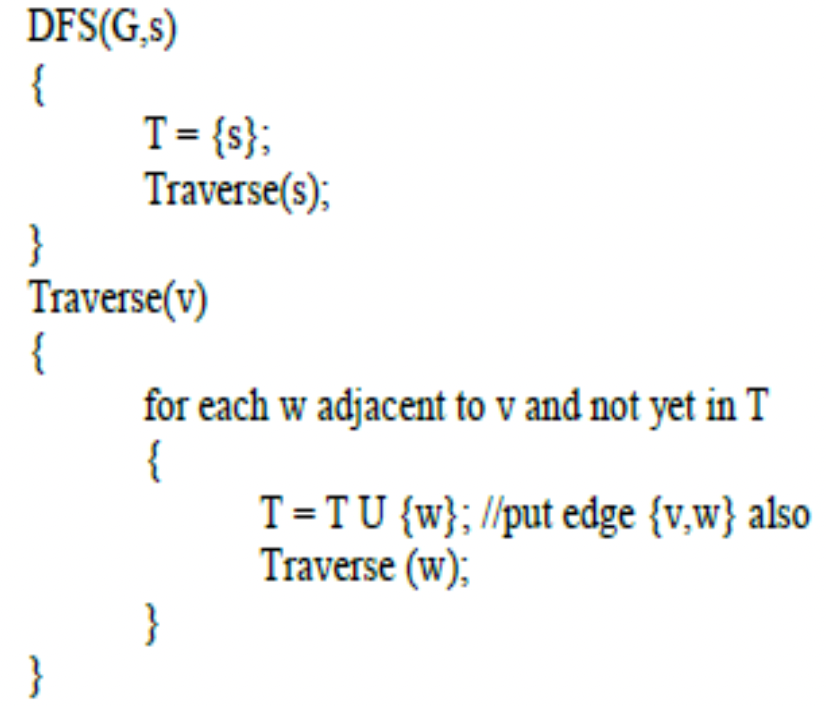 DFS(G,s)
{
T = {s};
Traverse(s);
}
Traverse(v)
{
for each w adjacent to v and not yet in T
{
T = T U {w}; //put edge {v,w} also
Traverse (w);
}
}